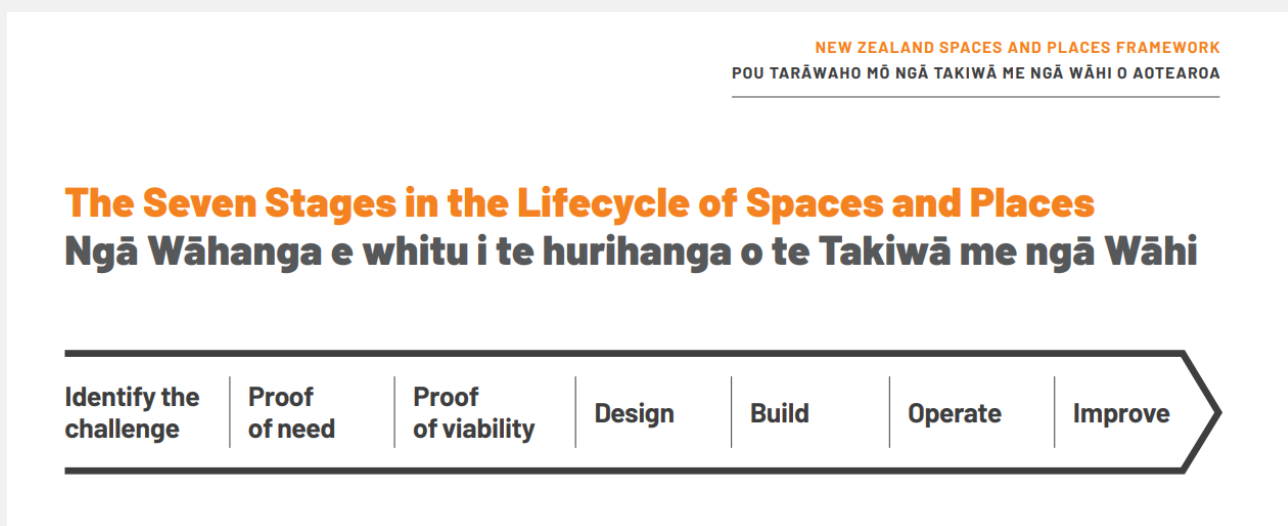 NEW ZEALAND SPACES AND PLACES FRAMEWORK
POU TARĀWAHO MŌ NGĀ TAKIWĀ ME NGĀ WĀHI O AOTEAROA
The Seven Stages in the Lifecycle of Spaces and Places
Ngā Wāhanga e whitu i te hurihanga o te Takiwā me ngā Wāhi
Identify the
challenge
Proof
of need
Proof
of viability
Design
Build
Operate
Improve